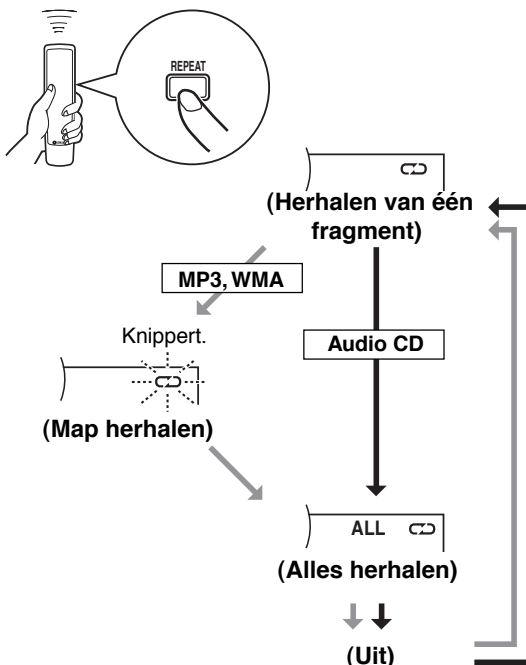 REPEAT
(Herhalen van één
fragment)
MP3, WMA
Knippert.
Audio CD
(Map herhalen)
ALL
(Alles herhalen)
(Uit)